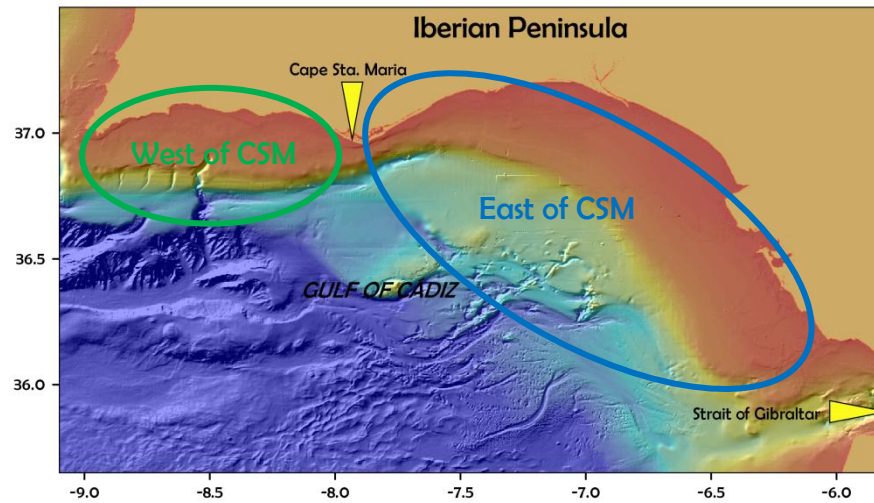 Iberian Peninsula
Cape Sta. Maria
37.0
West of CSM
East of CSM
36.5
GULF OF CADIZ
36.0
Strait of Gibraltar
-9.0 -8.5 -8.0 -7.5 -7.0 -6.5 -6.0